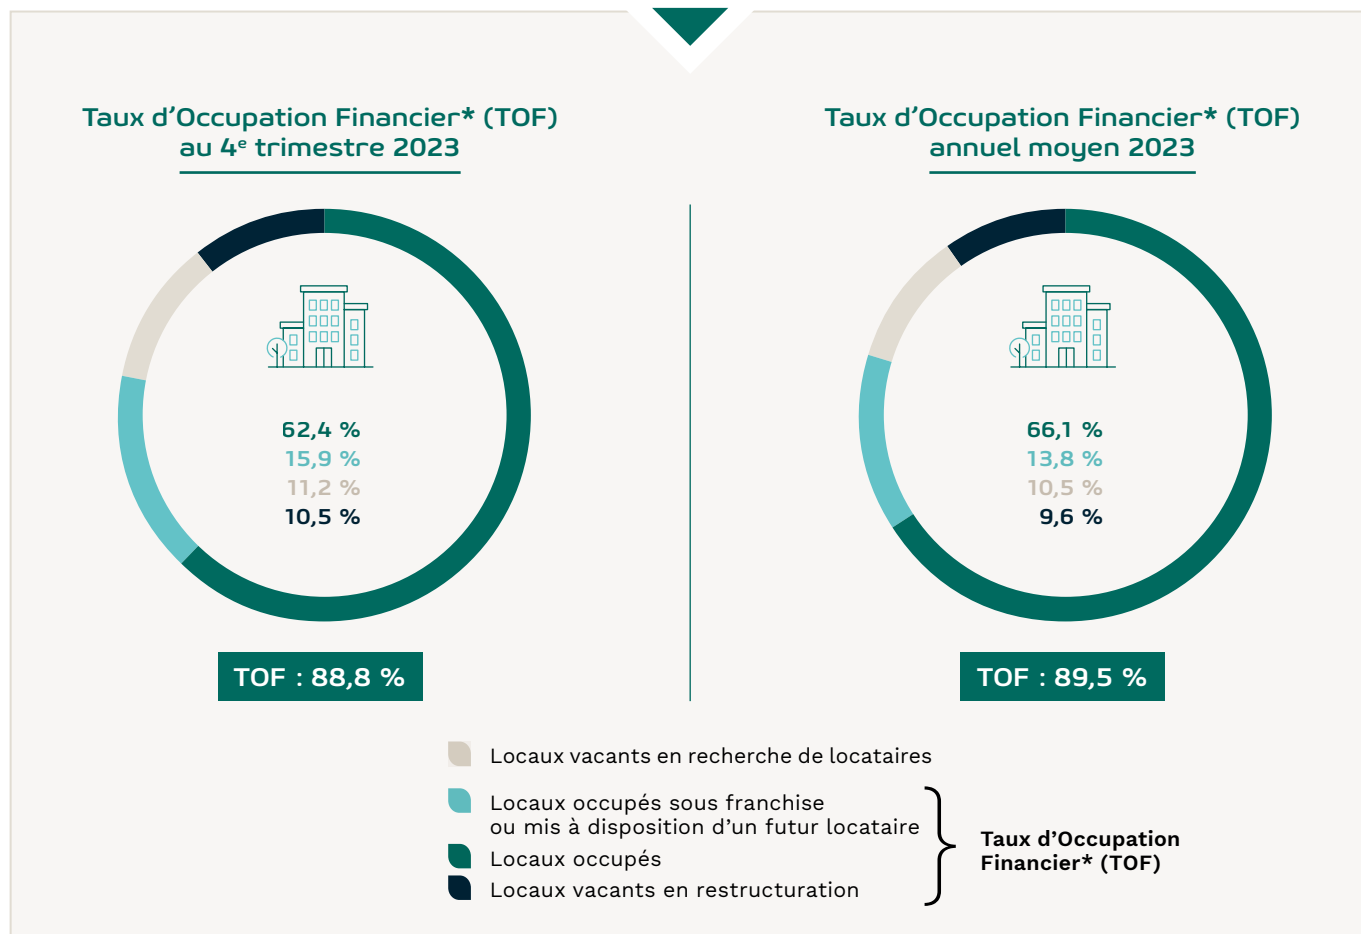 Taux d’Occupation Financier* (TOF)
au 4e trimestre 2023
62,4 %
15,9 %
11,2 %
10,5 %
TOF : 88,8 %
Taux d’Occupation Financier* (TOF)
annuel moyen 2023
66,1 %
13,8 %
10,5 %
9,6 %
TOF : 89,5 %
Locaux vacants en recherche de locataires
Locaux occupés sous franchise
ou mis à disposition d’un futur locataire
Locaux occupés
Locaux vacants en restructuration
Taux d’Occupation
Financier* (TOF)